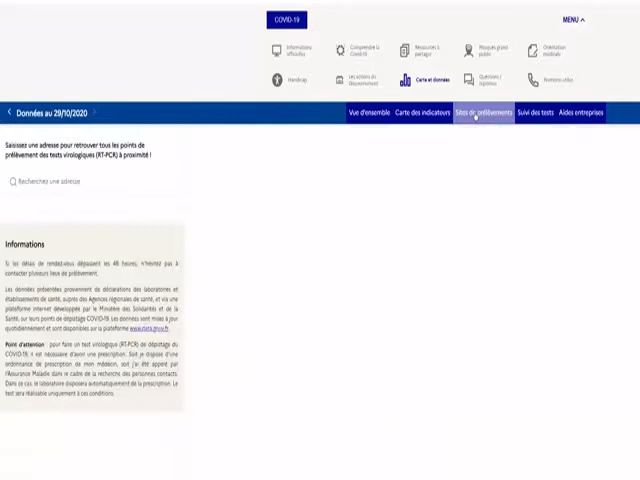 COVID-19
MENU
Informations officielles
Comprendre la Covid-19
Ressources à partager
Masques grand public
Orientation médicale
Handicap
Les actions du Gouvernement
Carte et données
Questions / réponses
Numéros utiles
Données au 29/10/2020
Vue d'ensemble
Carte des indicateurs
Sites de prélèvements
Suivi des tests
Aides entreprises
Saisissez une adresse pour retrouver tous les points de
prélèvement des tests virologiques (RT-PCR) à proximité !
Recherchez une adresse
Informations
Si les délais de rendez-vous dépassent les 48 heures, n'hésitez pas à
contacter plusieurs lieux de prélèvement.
Les données présentées proviennent de déclarations des laboratoires et
établissements de santé, auprès des Agences régionales de santé, et via une
plateforme internet développée par le Ministère des Solidarités et de la
Santé, sur leurs points de dépistage COVID-19. Les données sont mises à jour
quotidiennement et sont disponibles sur la plateforme www.data.gouv.fr.
Point d'attention : pour faire un test virologique (RT-PCR) de dépistage du
COVID-19, il est nécessaire d'avoir une prescription. Soit je dispose d'une
ordonnance de prescription de mon médecin, soit j'ai été appelé par
l'Assurance Maladie dans le cadre de la recherche des personnes contacts.
Dans ce cas, le laboratoire disposera automatiquement de la prescription. Le
test sera réalisable uniquement à ces conditions.